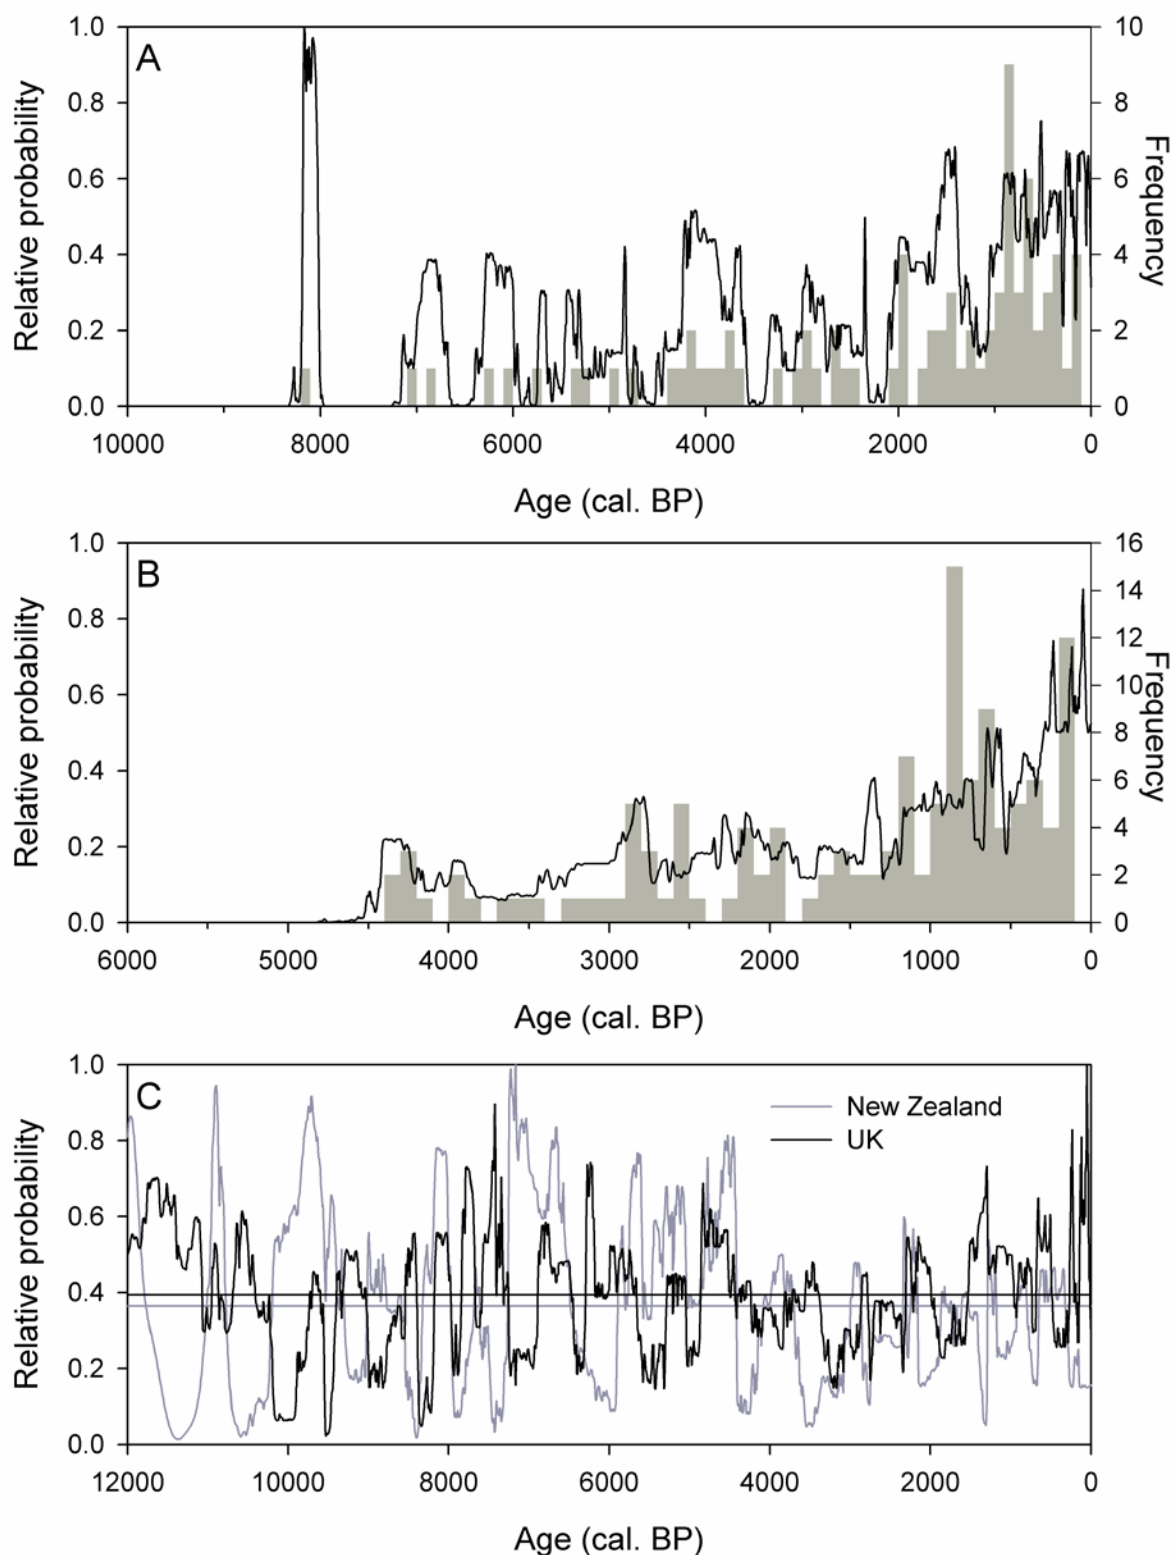 A
1.0
0.8
0.6
0.4
0.2
0.0
Relative probability
10
8
6
4
2
0
Frequency
10000 8000 6000 4000 2000 0
Age (cal. BP)
B
1.0
0.8
0.6
0.4
0.2
0.0
Relative probability
16
14
12
10
8
6
4
2
0
Frequency
6000 5000 4000 3000 2000 1000 0
Age (cal. BP)
C
1.0
0.8
0.6
0.4
0.2
0.0
Relative probability
New Zealand
UK
12000 10000 8000 6000 4000 2000 0
Age (cal. BP)